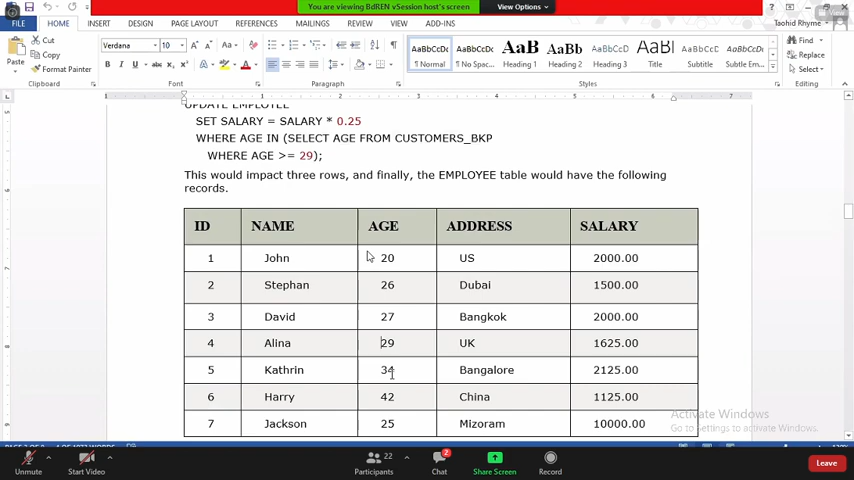 You are viewing BdREN vSession host's screen
View Options
FILE HOME INSERT DESIGN PAGE LAYOUT REFERENCES MAILINGS REVIEW VIEW ADD-INS
Taohid Rhyme
Paste
Cut
Copy
Format Painter
Clipboard
Verdana 10
Font
Paragraph
AaBbCcDc AaBbCcDc AaBb AaBb AaBbCcD AaBl AaBbCcC AaBbCcDc
¶ Normal ¶ No Spac... Heading 1 Heading 2 Heading 3 Title Subtitle Subtle Em...
Styles
Find
Replace
Select
Editing
UPDATE EMPLOYEE
SET SALARY = SALARY * 0.25
WHERE AGE IN (SELECT AGE FROM CUSTOMERS_BKP
WHERE AGE >= 29);
This would impact three rows, and finally, the EMPLOYEE table would have the following
records.
ID NAME AGE ADDRESS SALARY
1 John 20 US 2000.00
2 Stephan 26 Dubai 1500.00
3 David 27 Bangkok 2000.00
4 Alina 29 UK 1625.00
5 Kathrin 34 Bangalore 2125.00
6 Harry 42 China 1125.00
7 Jackson 25 Mizoram 10000.00
Activate Windows
Go to Settings to activate Windows.
Unmute Start Video Participants 22 Chat 2 Share Screen Record Leave